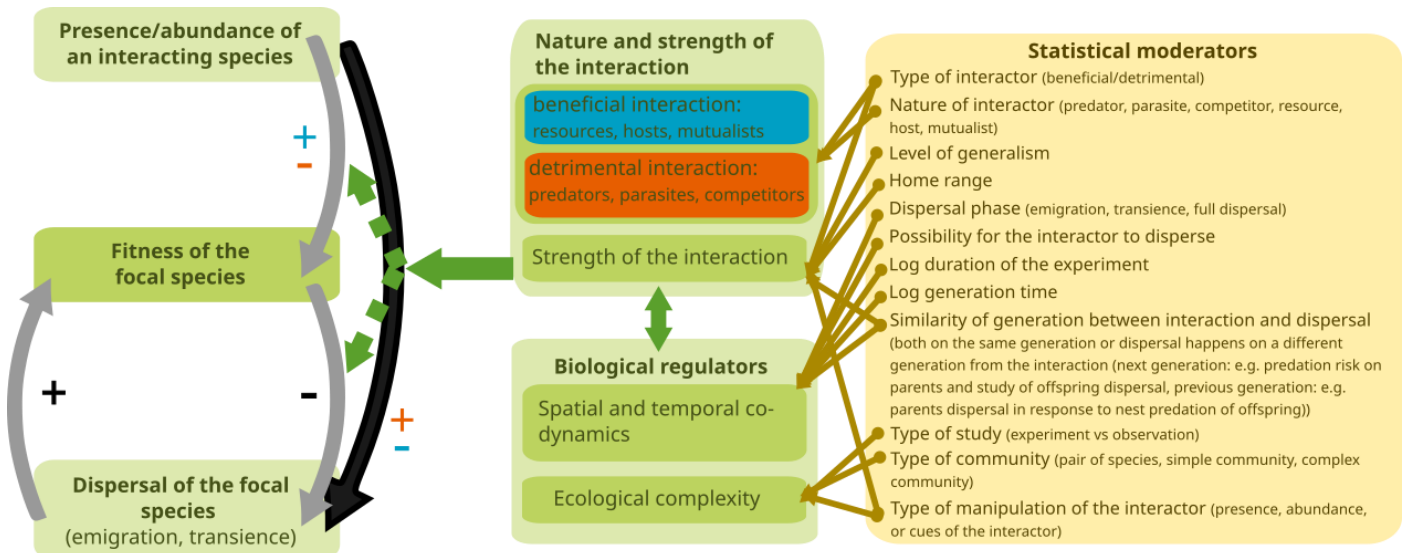 Presence/abundance of
an interacting species
+
-
Fitness of the
focal species
+
-
+
-
Dispersal of the focal
species
(emigration, transience)
Nature and strength of
the interaction
beneficial interaction:
resources, hosts, mutualists
detrimental interaction:
predators, parasites, competitors
Strength of the interaction
Biological regulators
Spatial and temporal co-
dynamics
Ecological complexity
Statistical moderators
Type of interactor (beneficial/detrimental)
Nature of interactor (predator, parasite, competitor, resource,
host, mutualist)
Level of generalism
Home range
Dispersal phase (emigration, transience, full dispersal)
Possibility for the interactor to disperse
Log duration of the experiment
Log generation time
Similarity of generation between interaction and dispersal
(both on the same generation or dispersal happens on a different
generation from the interaction (next generation: e.g. predation risk on
parents and study of offspring dispersal, previous generation: e.g.
parents dispersal in response to nest predation of offspring))
Type of study (experiment vs observation)
Type of community (pair of species, simple community, complex
community)
Type of manipulation of the interactor (presence, abundance,
or cues of the interactor)